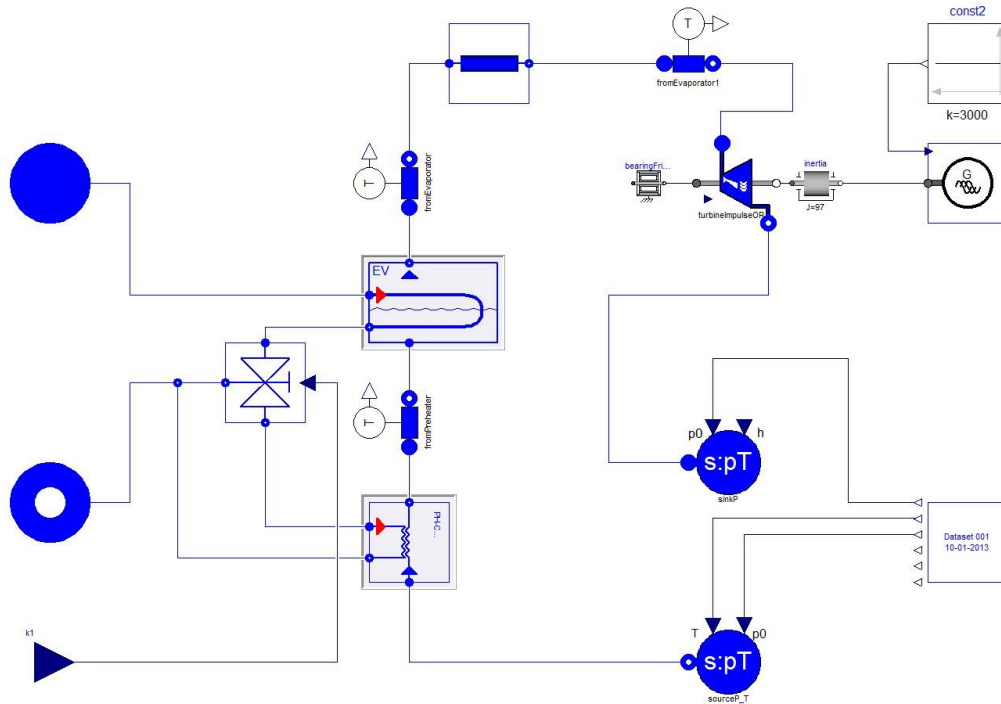 const2
T
fromEvaporator1
k=3000
T
fromEvaporator
bearingFri...
inertia
G
J=97
turbineImpulseOR
EV
T
fromPreheater
p0
h
s:pT
sinkP
PH-C...
Dataset 001
10-01-2013
T
p0
k1
s:pT
sourceP_T